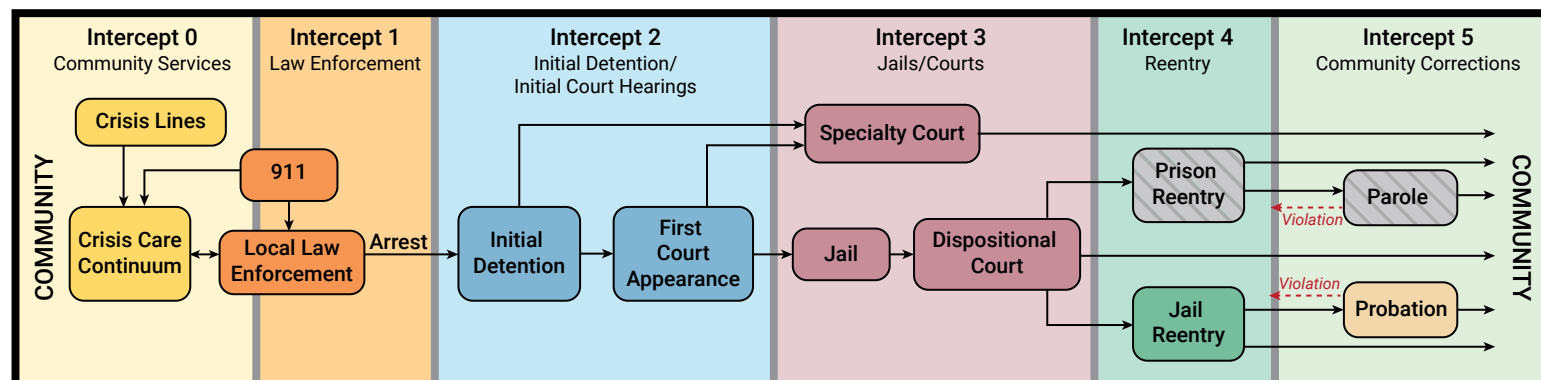 COMMUNITY
Intercept 0
Community Services
Crisis Lines
Crisis Care
Continuum
Intercept 1
Law Enforcement
911
Local Law
Enforcement
Arrest
Intercept 2
Initial Detention/
Initial Court Hearings
Initial
Detention
First
Court
Appearance
Intercept 3
Jails/Courts
Specialty Court
Jail
Dispositional
Court
Intercept 4
Reentry
Prison
Reentry
Jail
Reentry
Intercept 5
Community Corrections
Parole
Violation
Violation
Probation
COMMUNITY